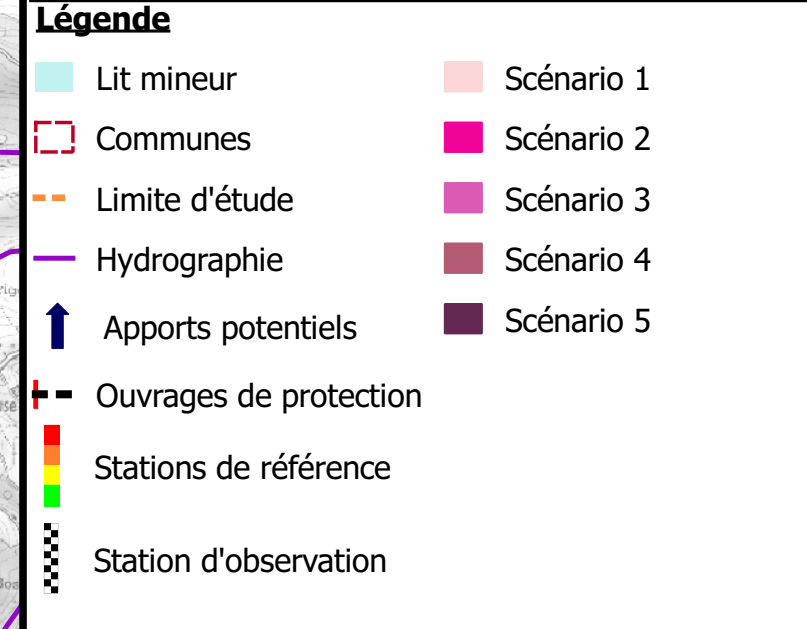 Légende
Lit mineur
Communes
Limite d'étude
Hydrographie
Apports potentiels
Ouvrages de protection
Stations de référence
Station d'observation
Scénario 1
Scénario 2
Scénario 3
Scénario 4
Scénario 5